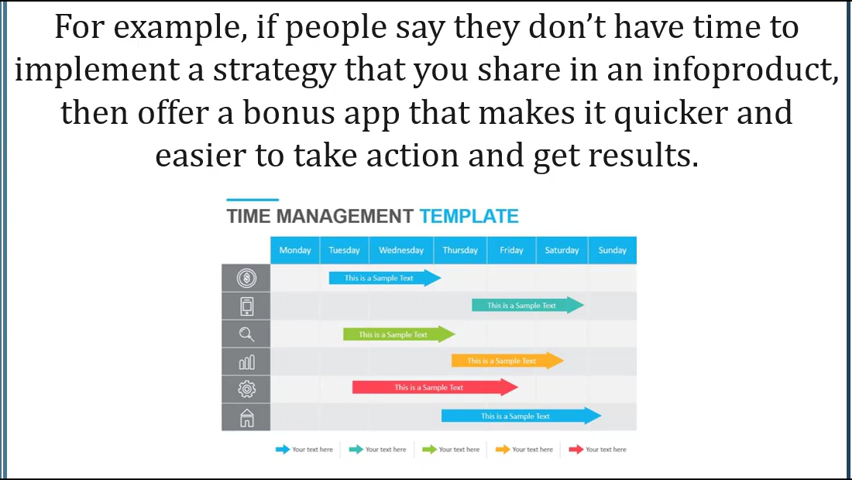 For example, if people say they don’t have time to
implement a strategy that you share in an infoproduct,
then offer a bonus app that makes it quicker and
easier to take action and get results.
TIME MANAGEMENT TEMPLATE
Monday Tuesday Wednesday Thursday Friday Saturday Sunday
This is a Sample Text
This is a Sample Text
This is a Sample Text
This is a Sample Text
This is a Sample Text
This is a Sample Text
Your text here Your text here Your text here Your text here Your text here